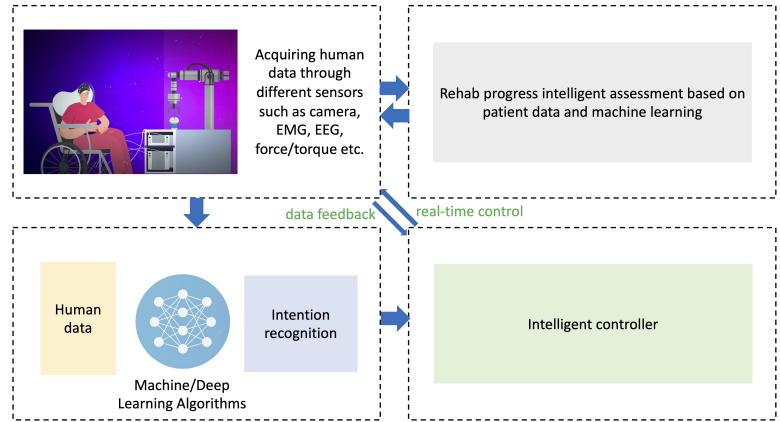 Acquiring human
data through
different sensors
such as camera,
EMG, EEG,
force/torque etc.
Rehab progress intelligent assessment based on
patient data and machine learning
data feedback
real-time control
Human
data
Machine/Deep
Learning Algorithms
Intention
recognition
Intelligent controller